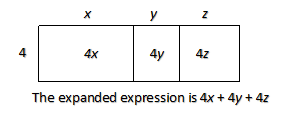 x y z
4 4x 4y 4z
The expanded expression is 4x + 4y + 4z